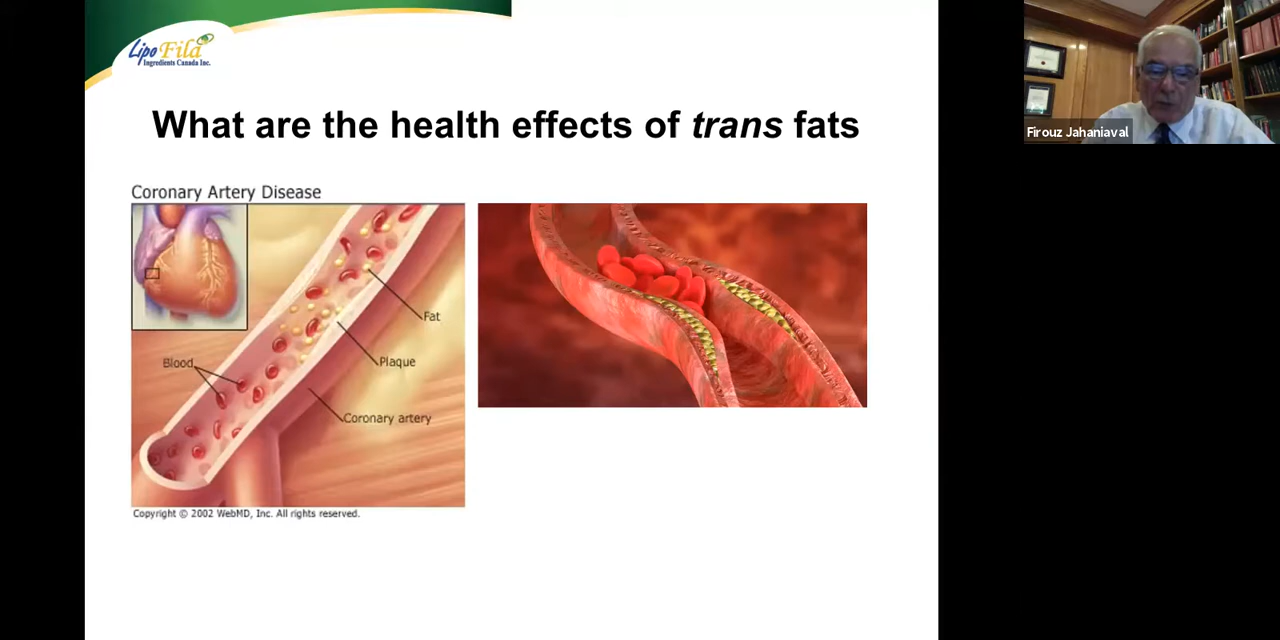 Lipo Fila
Ingredients Canada Inc.
What are the health effects of trans fats
Firouz Jahaniaval
Coronary Artery Disease
Fat
Blood
Plaque
Coronary artery
Copyright © 2002 WebMD, Inc. All rights reserved.